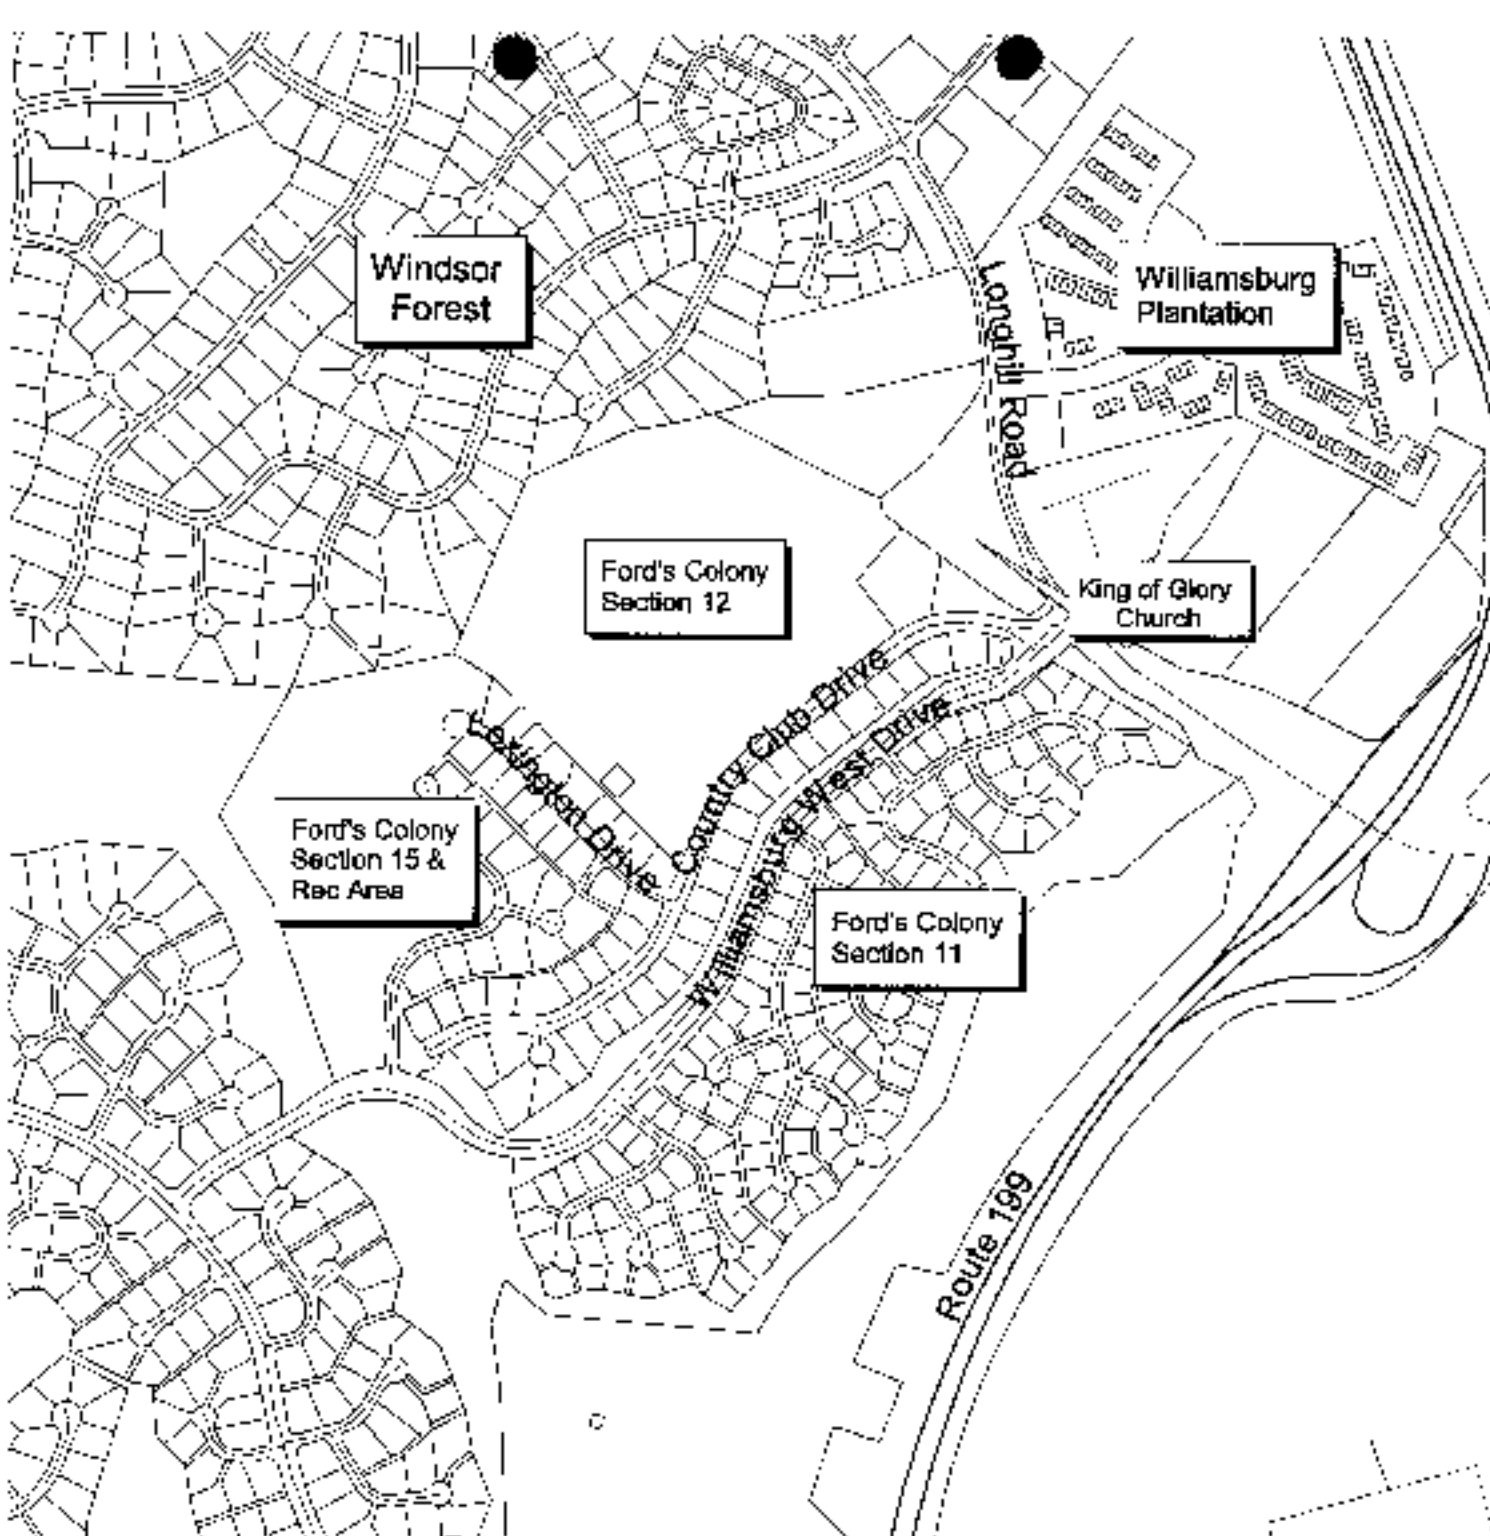 Windsor
Forest
Williamsburg
Plantation
Longhill Road
Ford's Colony
Section 12
King of Glory
Church
Lexington Drive
Country Club Drive
Williamsburg West Drive
Ford's Colony
Section 15 &
Rec Area
Ford's Colony
Section 11
Route 199